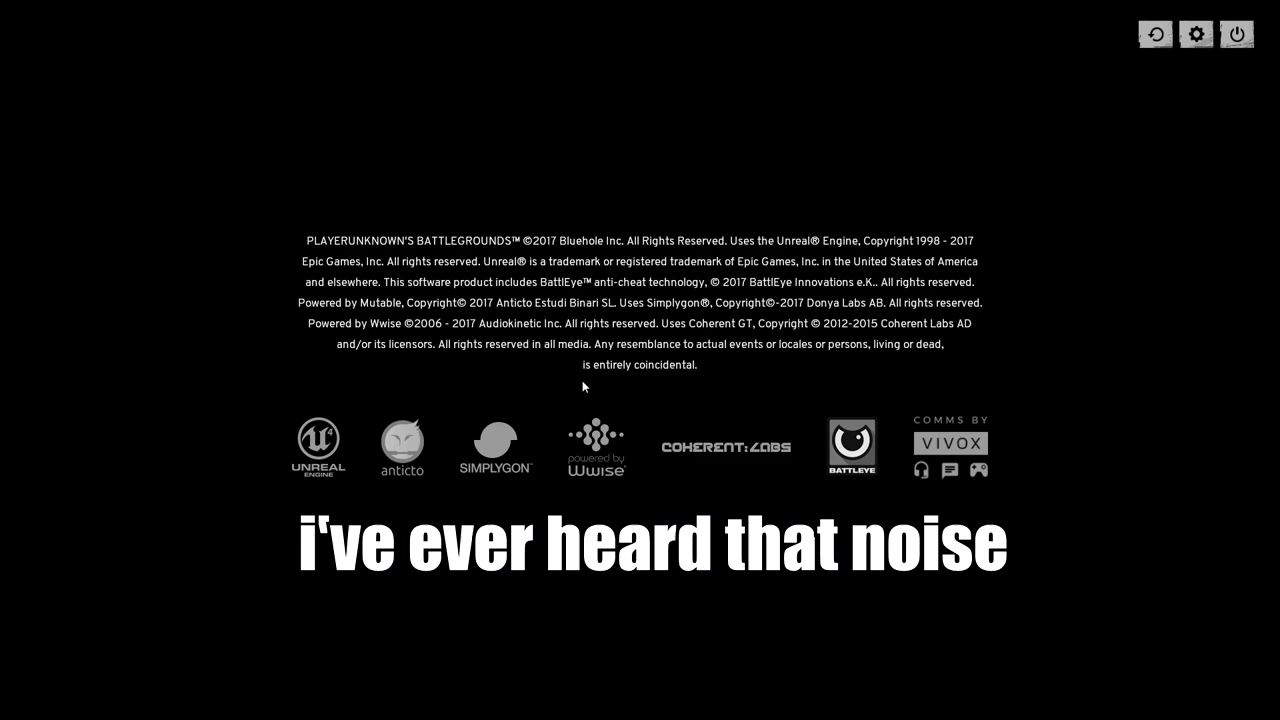 PLAYERUNKNOWN'S BATTLEGROUNDS™ ©2017 Bluehole Inc. All Rights Reserved. Uses the Unreal® Engine, Copyright 1998 - 2017
Epic Games, Inc. All rights reserved. Unreal® is a trademark or registered trademark of Epic Games, Inc. in the United States of America
and elsewhere. This software product includes BattlEye™ anti-cheat technology, © 2017 BattlEye Innovations e.K.. All rights reserved.
Powered by Mutable, Copyright© 2017 Anticto Estudi Binari SL. Uses Simplygon®, Copyright©-2017 Donya Labs AB. All rights reserved.
Powered by Wwise ©2006 - 2017 Audiokinetic Inc. All rights reserved. Uses Coherent GT, Copyright © 2012-2015 Coherent Labs AD
and/or its licensors. All rights reserved in all media. Any resemblance to actual events or locales or persons, living or dead,
is entirely coincidental.
UNREAL
ENGINE
4
anticto
SIMPLYGON
powered by
Wwise
COHERENT:LABS
BATTLEYE
COMMS BY
VIVOX
i've ever heard that noise